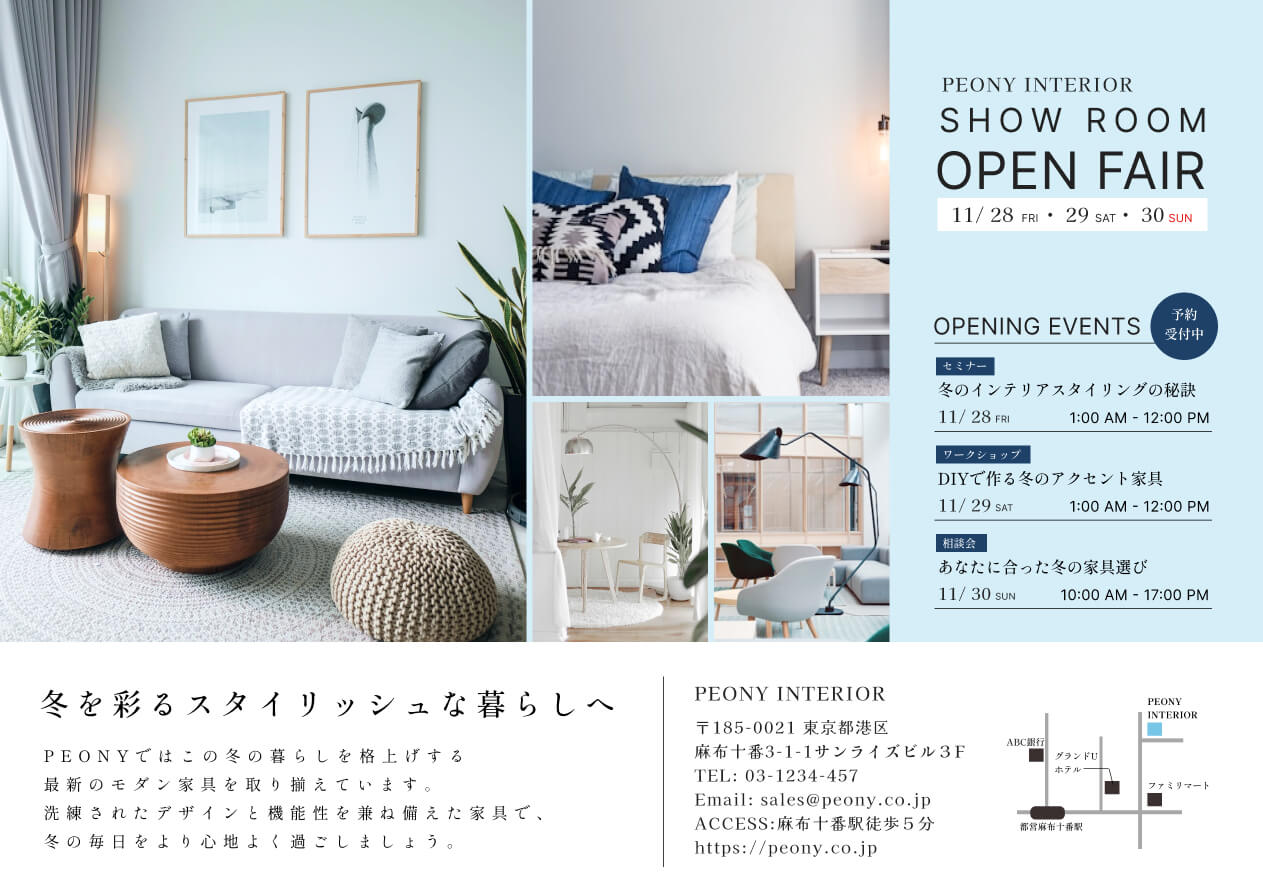 PEONY INTERIOR
SHOW ROOM
OPEN FAIR
11/ 28 FRI ・ 29 SAT ・ 30 SUN
OPENING EVENTS
予約
受付中
セミナー
冬のインテリアスタイリングの秘訣
11/ 28 FRI 1:00 AM - 12:00 PM
ワークショップ
DIYで作る冬のアクセント家具
11/ 29 SAT 1:00 AM - 12:00 PM
相談会
あなたに合った冬の家具選び
11/ 30 SUN 10:00 AM - 17:00 PM
冬を彩るスタイリッシュな暮らしへ
PEONYではこの冬の暮らしを格上げする
最新のモダン家具を取り揃えています。
洗練されたデザインと機能性を兼ね備えた家具で、
冬の毎日をより心地よく過ごしましょう。
PEONY INTERIOR
〒185-0021 東京都港区
麻布十番3-1-1サンライズビル３F
TEL: 03-1234-457
Email: sales@peony.co.jp
ACCESS:麻布十番駅徒歩５分
https://peony.co.jp
PEONY
INTERIOR
ABC銀行
グランドU
ホテル
ファミリマート
都営麻布十番駅